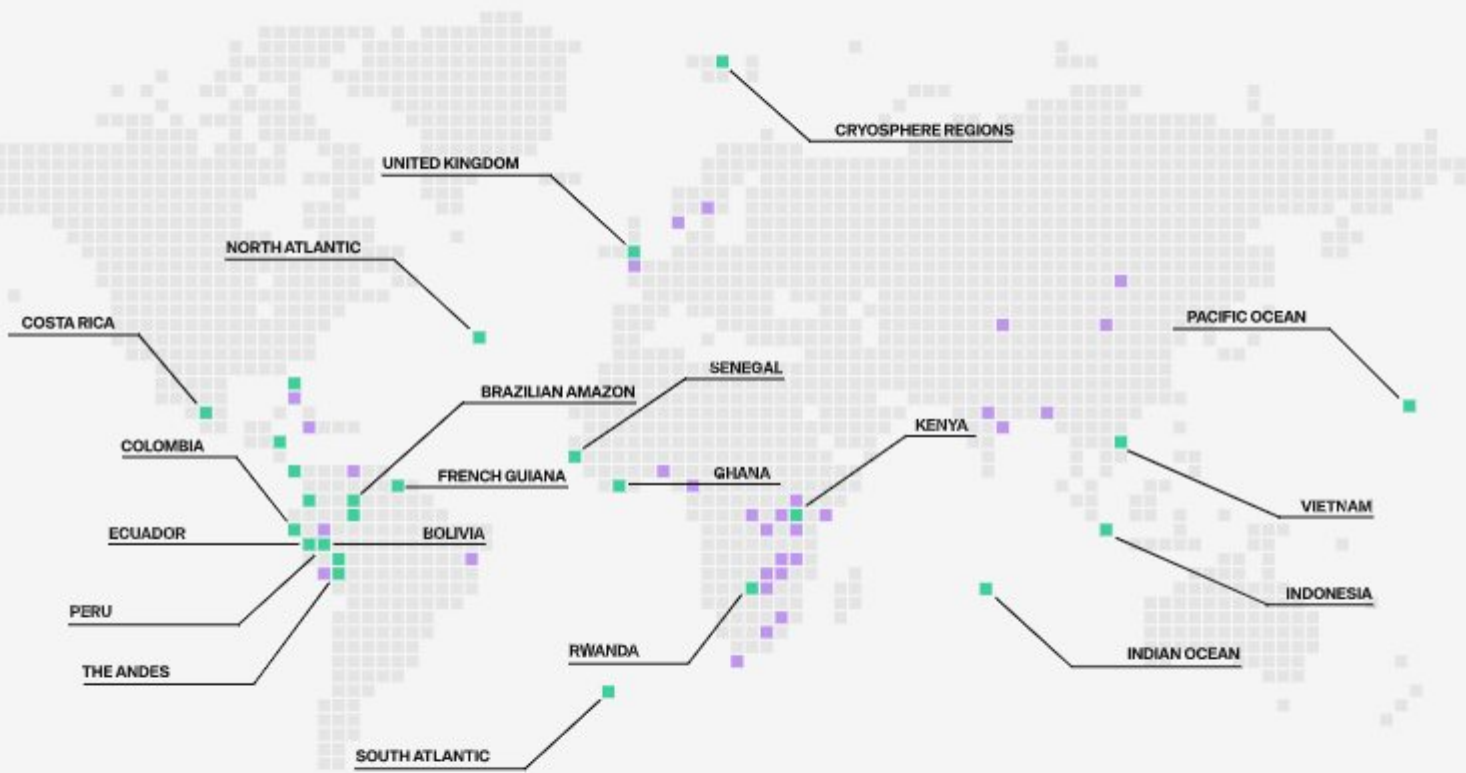 CRYOSPHERE REGIONS
UNITED KINGDOM
NORTH ATLANTIC
COSTA RICA
PACIFIC OCEAN
SENEGAL
BRAZILIAN AMAZON
KENYA
COLOMBIA
FRENCH GUIANA
GHANA
VIETNAM
ECUADOR
BOLIVIA
INDONESIA
PERU
RWANDA
INDIAN OCEAN
THE ANDES
SOUTH ATLANTIC